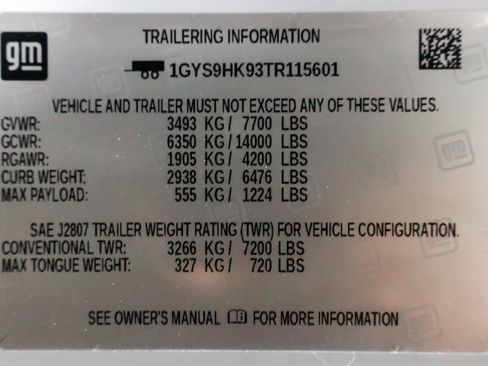 gm
TRAILERING INFORMATION
1GYS9HK93TR115601
VEHICLE AND TRAILER MUST NOT EXCEED ANY OF THESE VALUES.
GVWR: 3493 KG / 7700 LBS
GCWR: 6350 KG / 14000 LBS
RGAWR: 1905 KG / 4200 LBS
CURB WEIGHT: 2938 KG / 6476 LBS
MAX PAYLOAD: 555 KG / 1224 LBS
SAE J2807 TRAILER WEIGHT RATING (TWR) FOR VEHICLE CONFIGURATION.
CONVENTIONAL TWR: 3266 KG / 7200 LBS
MAX TONGUE WEIGHT: 327 KG / 720 LBS
SEE OWNER'S MANUAL FOR MORE INFORMATION